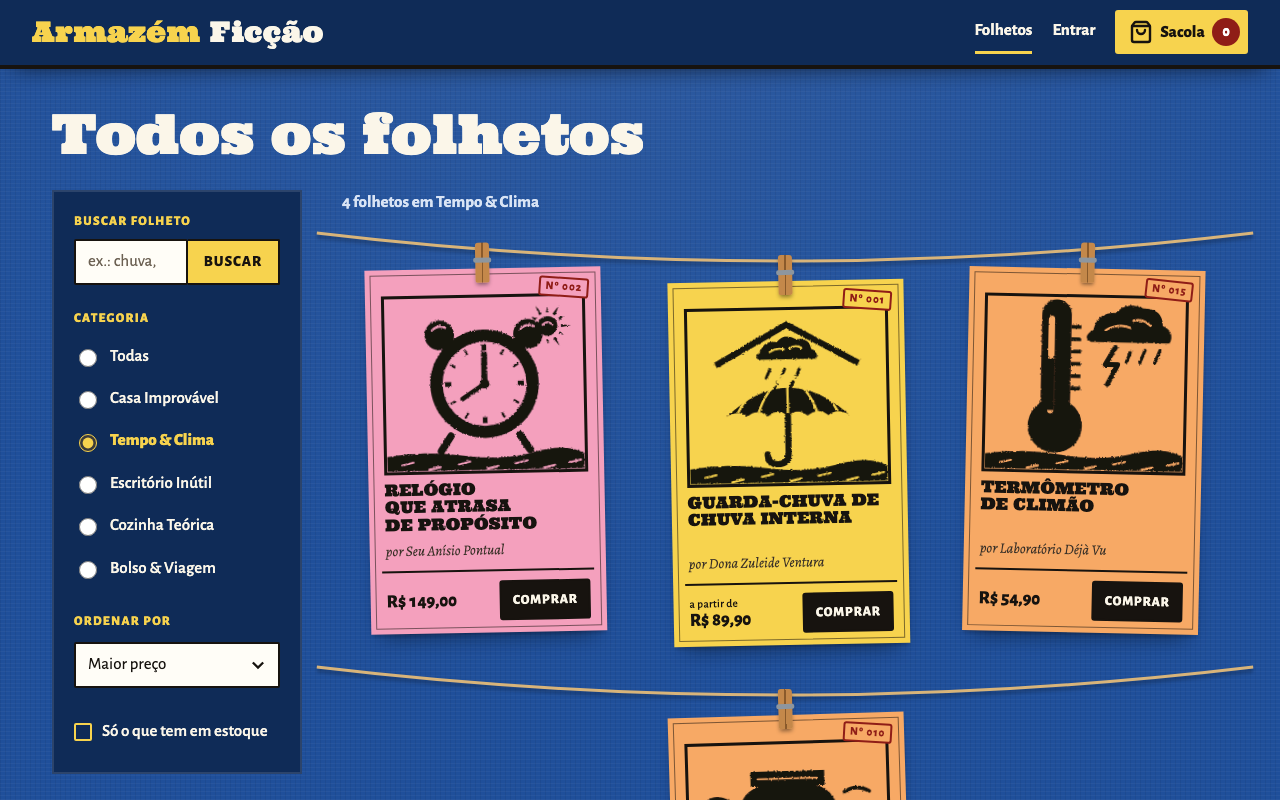 Armazém Ficção
Folhetos
Entrar
Sacola 0
Todos os folhetos
BUSCAR FOLHETO
ex.: chuva,
BUSCAR
CATEGORIA
Todas
Casa Improvável
Tempo & Clima
Escritório Inútil
Cozinha Teórica
Bolso & Viagem
ORDENAR POR
Maior preço
Só o que tem em estoque
4 folhetos em Tempo & Clima
Nº 002
RELÓGIO
QUE ATRASA
DE PROPÓSITO
por Seu Anísio Pontual
R$ 149,00
COMPRAR
Nº 001
GUARDA-CHUVA DE
CHUVA INTERNA
por Dona Zuleide Ventura
a partir de
R$ 89,90
COMPRAR
Nº 015
TERMÔMETRO
DE CLIMÃO
por Laboratório Déjà Vu
R$ 54,90
COMPRAR
Nº 010